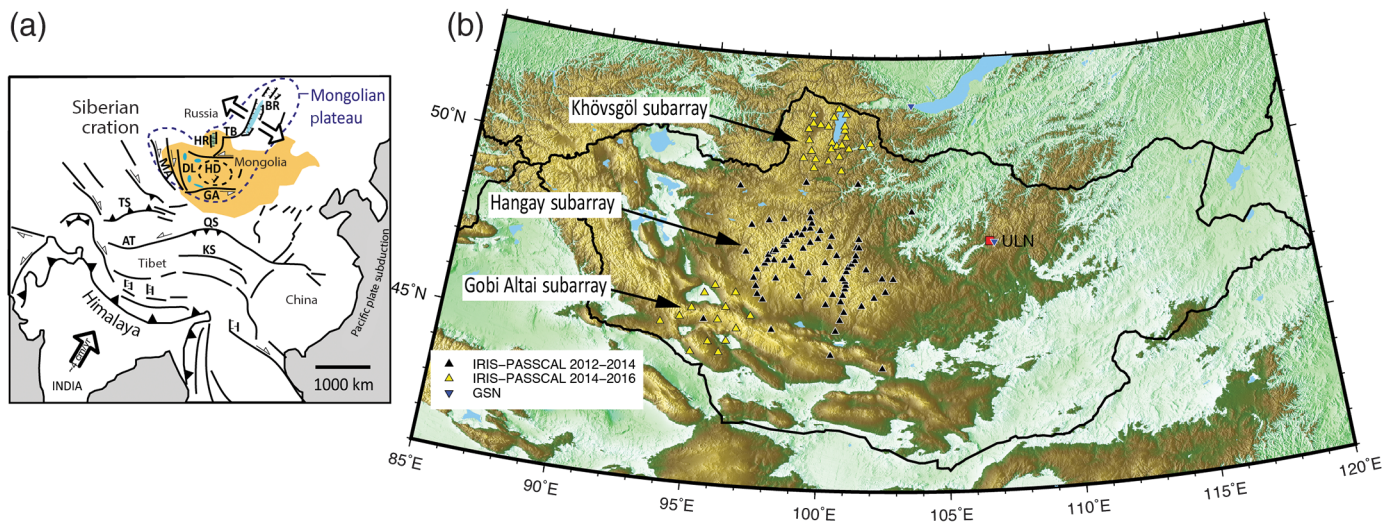 (a)
Siberian
cration
Russia
BR
Mongolian
plateau
TB
HR
Mongolia
MA
DL
HD
GA
TS
QS
AT
KS
Tibet
China
Himalaya
Pacific plate subduction
INDIA
1000 km
(b)
50°N
45°N
Khövsgöl subarray
Hangay subarray
Gobi Altai subarray
ULN
IRIS−PASSCAL 2012−2014
IRIS−PASSCAL 2014−2016
GSN
85°E
90°E
95°E
100°E
105°E
110°E
115°E
120°E